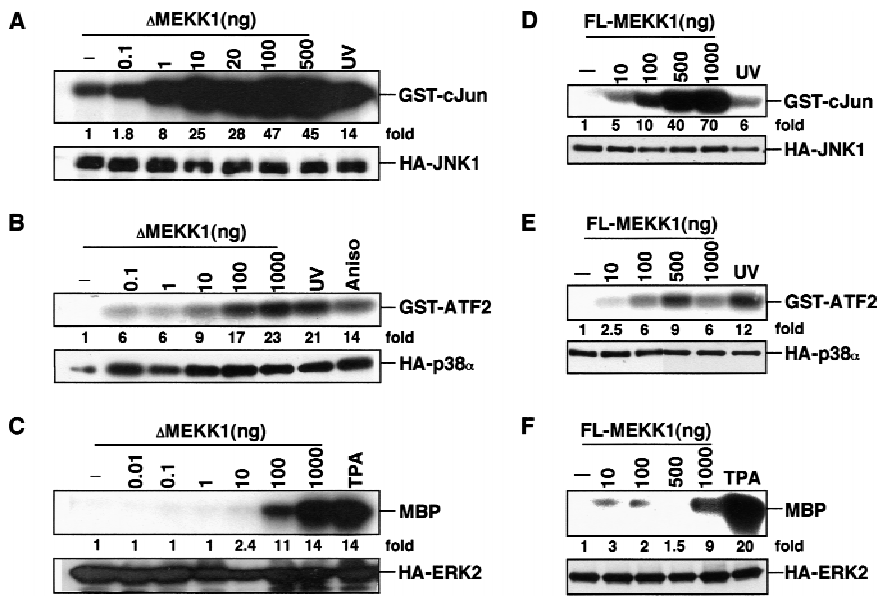 A
ΔMEKK1(ng)
– 0.1 1 10 20 100 500 UV
GST-cJun
1 1.8 8 25 28 47 45 14 fold
HA-JNK1
B
ΔMEKK1(ng)
– 0.1 1 10 100 1000 UV Aniso
GST-ATF2
1 6 6 9 17 23 21 14 fold
HA-p38α
C
ΔMEKK1(ng)
– 0.01 0.1 1 10 100 1000 TPA
MBP
1 1 1 1 2.4 11 14 14 fold
HA-ERK2
D
FL-MEKK1(ng)
– 10 100 500 1000 UV
GST-cJun
1 5 10 40 70 6 fold
HA-JNK1
E
FL-MEKK1(ng)
– 10 100 500 1000 UV
GST-ATF2
1 2.5 6 9 6 12 fold
HA-p38α
F
FL-MEKK1(ng)
– 10 100 500 1000 TPA
MBP
1 3 2 1.5 9 20 fold
HA-ERK2